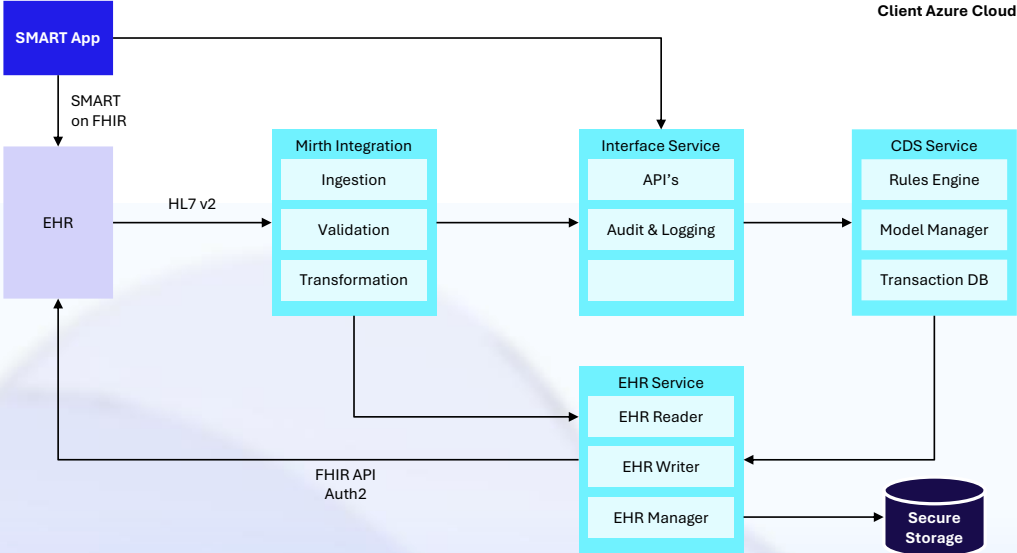 Client Azure Cloud
SMART App
SMART
on FHIR
Mirth Integration
Ingestion
Validation
Transformation
Interface Service
API's
Audit & Logging
CDS Service
Rules Engine
Model Manager
Transaction DB
EHR
HL7 v2
EHR Service
EHR Reader
EHR Writer
EHR Manager
FHIR API
Auth2
Secure
Storage